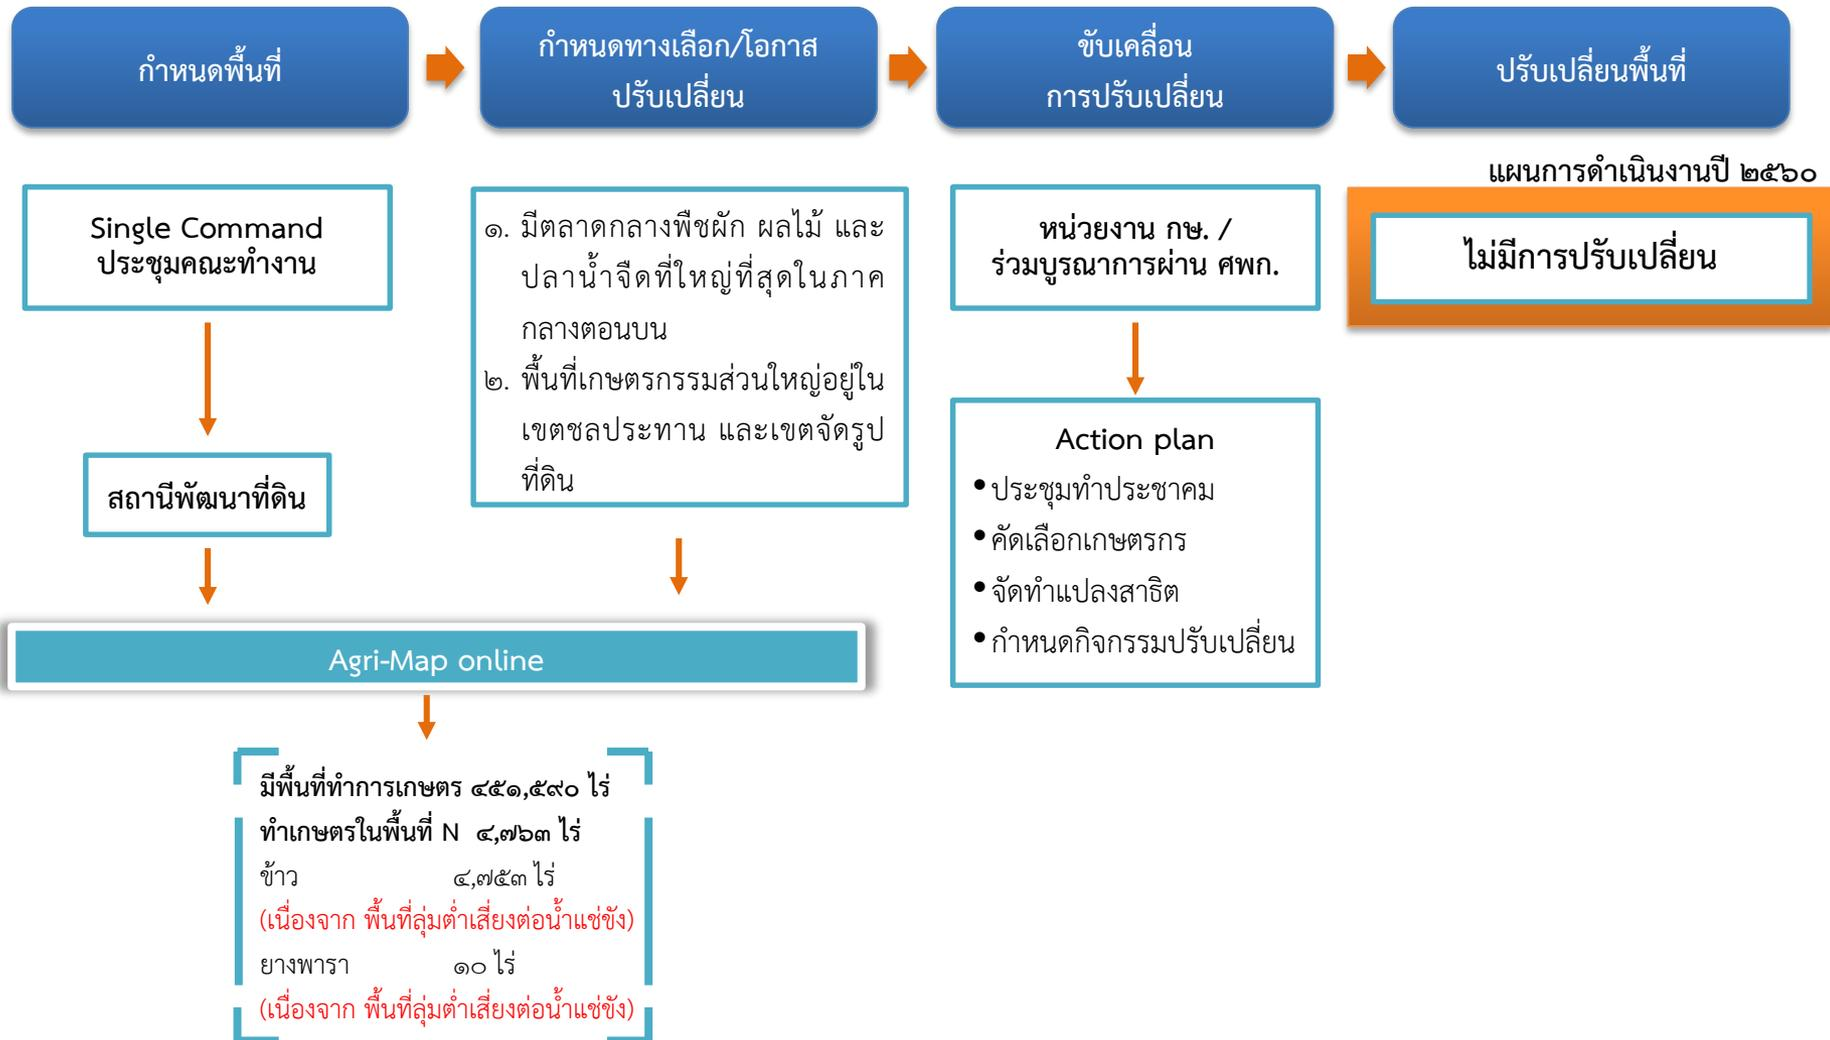 กำหนดพื้นที่
กำหนดทางเลือก/โอกาส
ปรับเปลี่ยน
ขับเคลื่อน
การปรับเปลี่ยน
ปรับเปลี่ยนพื้นที่
แผนการดำเนินงานปี ๒๕๖๐
Single Command
ประชุมคณะทำงาน
สถานีพัฒนาที่ดิน
๑. มีตลาดกลางพืชผัก ผลไม้ และ
ปลาน้ำจืดที่ใหญ่ที่สุดในภาค
กลางตอนบน
๒. พื้นที่เกษตรกรรมส่วนใหญ่อยู่ใน
เขตชลประทาน และเขตจัดรูป
ที่ดิน
หน่วยงาน กษ. /
ร่วมบูรณาการผ่าน ศพก.
Action plan
•ประชุมทำประชาคม
•คัดเลือกเกษตรกร
•จัดทำแปลงสาธิต
•กำหนดกิจกรรมปรับเปลี่ยน
ไม่มีการปรับเปลี่ยน
Agri-Map online
มีพื้นที่ทำการเกษตร ๔๕๑,๕๙๐ ไร่
ทำเกษตรในพื้นที่ N ๔,๗๖๓ ไร่
ข้าว ๔,๗๕๓ ไร่
(เนื่องจาก พื้นที่ลุ่มต่ำเสี่ยงต่อน้ำแช่ขัง)
ยางพารา ๑๐ ไร่
(เนื่องจาก พื้นที่ลุ่มต่ำเสี่ยงต่อน้ำแช่ขัง)